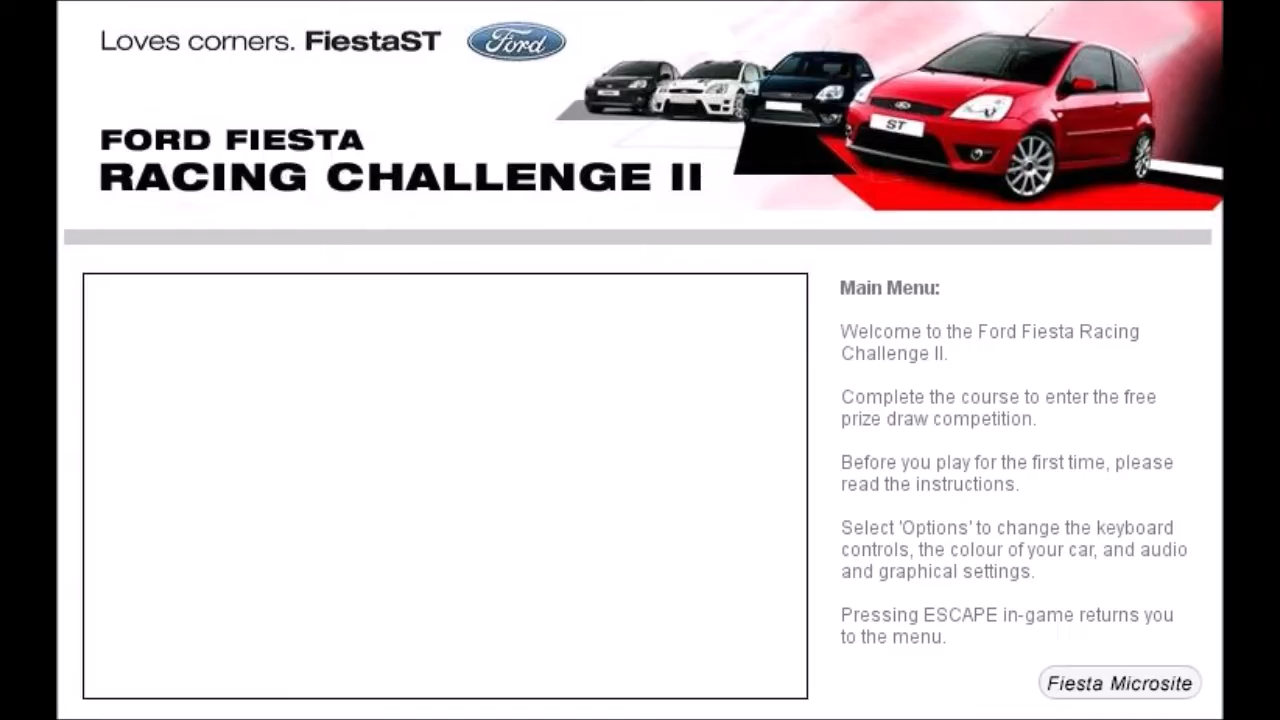 Loves corners. FiestaST
Ford
FORD FIESTA
RACING CHALLENGE II
ST
Main Menu:
Welcome to the Ford Fiesta Racing
Challenge II.
Complete the course to enter the free
prize draw competition.
Before you play for the first time, please
read the instructions.
Select 'Options' to change the keyboard
controls, the colour of your car, and audio
and graphical settings.
Pressing ESCAPE in-game returns you
to the menu.
Fiesta Microsite